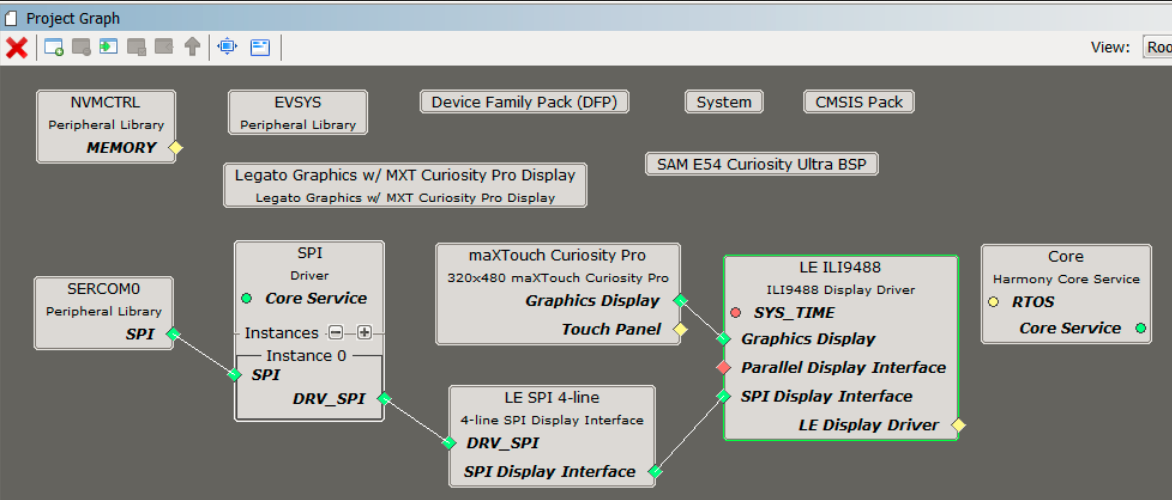 Project Graph
View:
Roo
NVMCTRL
Peripheral Library
MEMORY
EVSYS
Peripheral Library
Device Family Pack (DFP)
System
CMSIS Pack
Legato Graphics w/ MXT Curiosity Pro Display
Legato Graphics w/ MXT Curiosity Pro Display
SAM E54 Curiosity Ultra BSP
SERCOM0
Peripheral Library
SPI
SPI
Driver
Core Service
Instances
Instance 0
SPI
DRV_SPI
maXTouch Curiosity Pro
320x480 maXTouch Curiosity Pro
Graphics Display
Touch Panel
LE SPI 4-line
4-line SPI Display Interface
DRV_SPI
SPI Display Interface
LE ILI9488
ILI9488 Display Driver
SYS_TIME
Graphics Display
Parallel Display Interface
SPI Display Interface
LE Display Driver
Core
Harmony Core Service
RTOS
Core Service